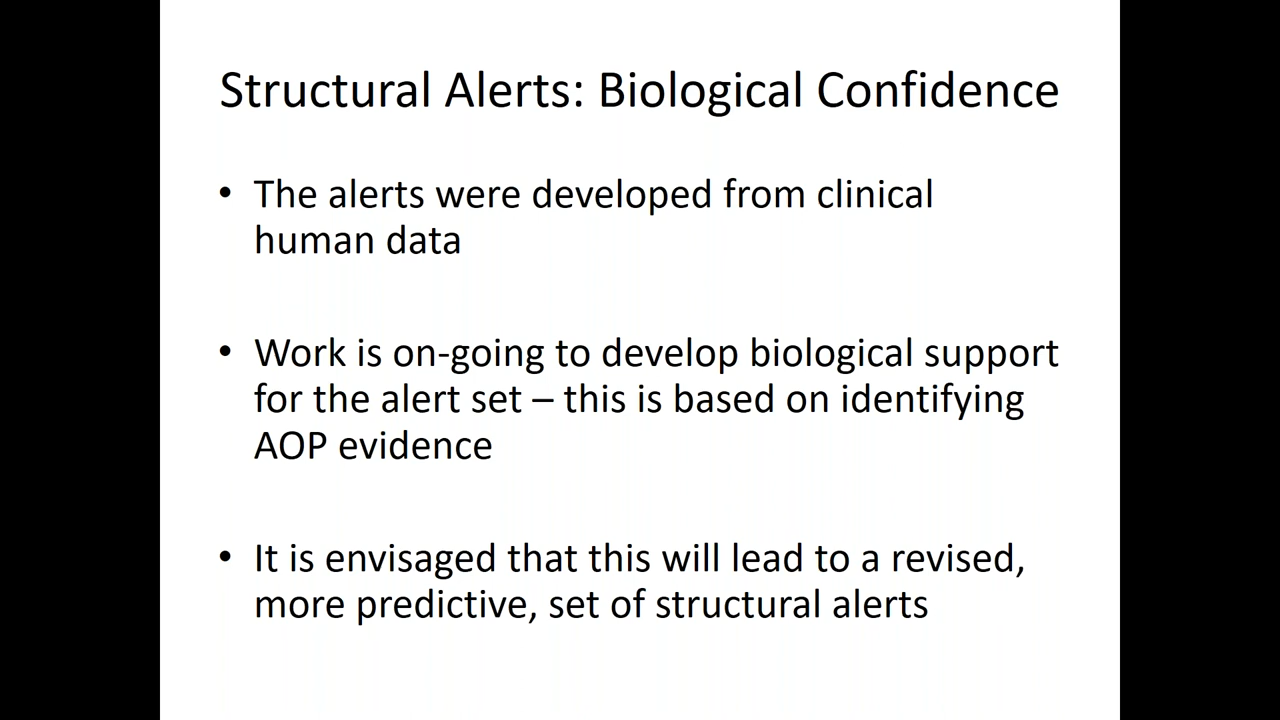 Structural Alerts: Biological Confidence
• The alerts were developed from clinical
human data
• Work is on-going to develop biological support
for the alert set – this is based on identifying
AOP evidence
• It is envisaged that this will lead to a revised,
more predictive, set of structural alerts